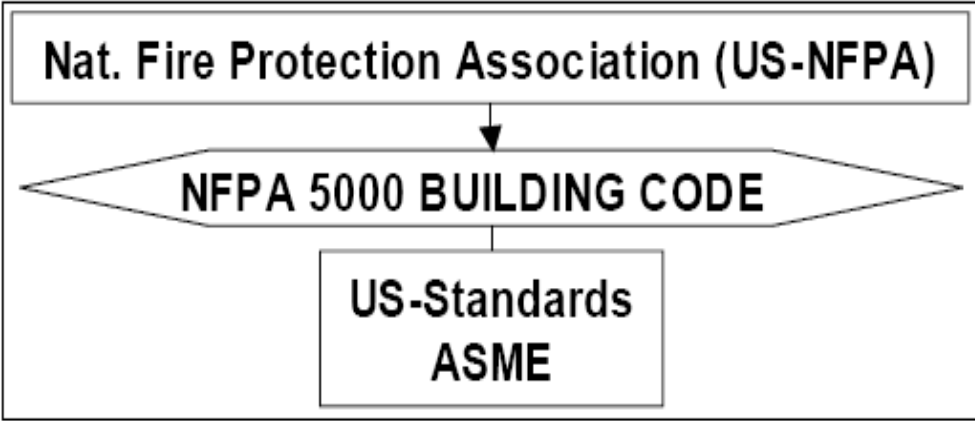 Nat. Fire Protection Association (US-NFPA)
NFPA 5000 BUILDING CODE
US-Standards
ASME